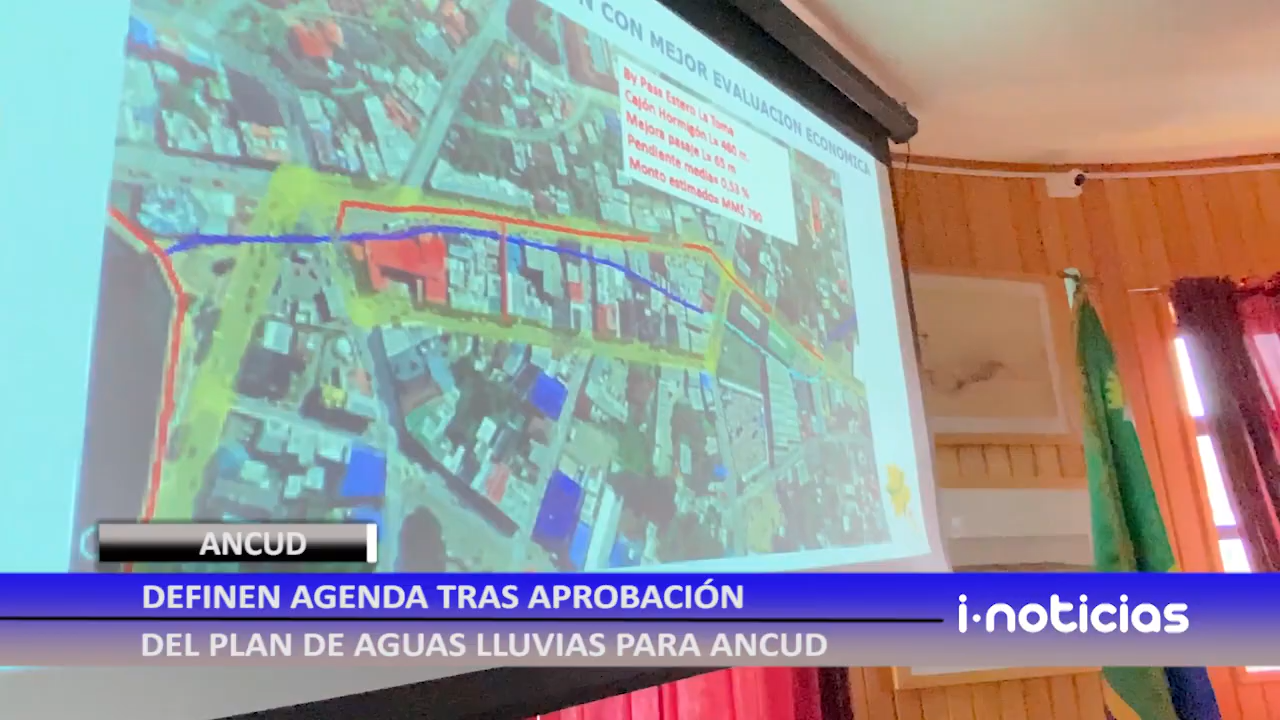 N CON MEJOR EVALUACION ECONOMICA
By Pass Estero La Toma
Cajón Hormigón L= 460 m.
Mejora pasaje L= 65 m
Pendiente media= 0,53 %
Monto estimado= MM$ 790
ANCUD
DEFINEN AGENDA TRAS APROBACIÓN
DEL PLAN DE AGUAS LLUVIAS PARA ANCUD
i·noticias